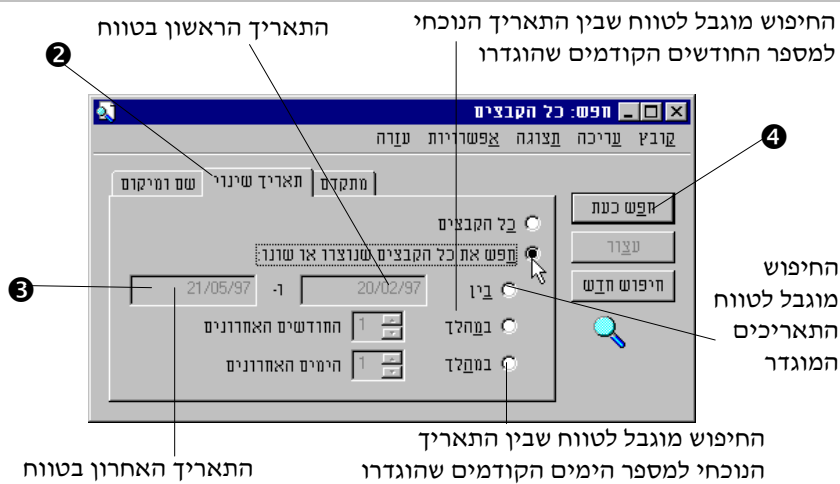 החיפוש מוגבל לטווח שבין התאריך הנוכחי
למספר החודשים הקודמים שהוגדרו
התאריך הראשון בטווח
❷
חפש: כל הקבצים
קובץ עריכה תצוגה אפשרויות עזרה
❹
שם ומיקום תאריך שינוי מתקדם
חפש כעת
עצור
חיפוש חדש
כל הקבצים
חפש את כל הקבצים שנוצרו או שונו:
בין 20/02/97 ו- 21/05/97
❸
במהלך 1 החודשים האחרונים
במהלך 1 הימים האחרונים
החיפוש
מוגבל לטווח
התאריכים
המוגדר
החיפוש מוגבל לטווח שבין התאריך
הנוכחי למספר הימים הקודמים שהוגדרו
התאריך האחרון בטווח